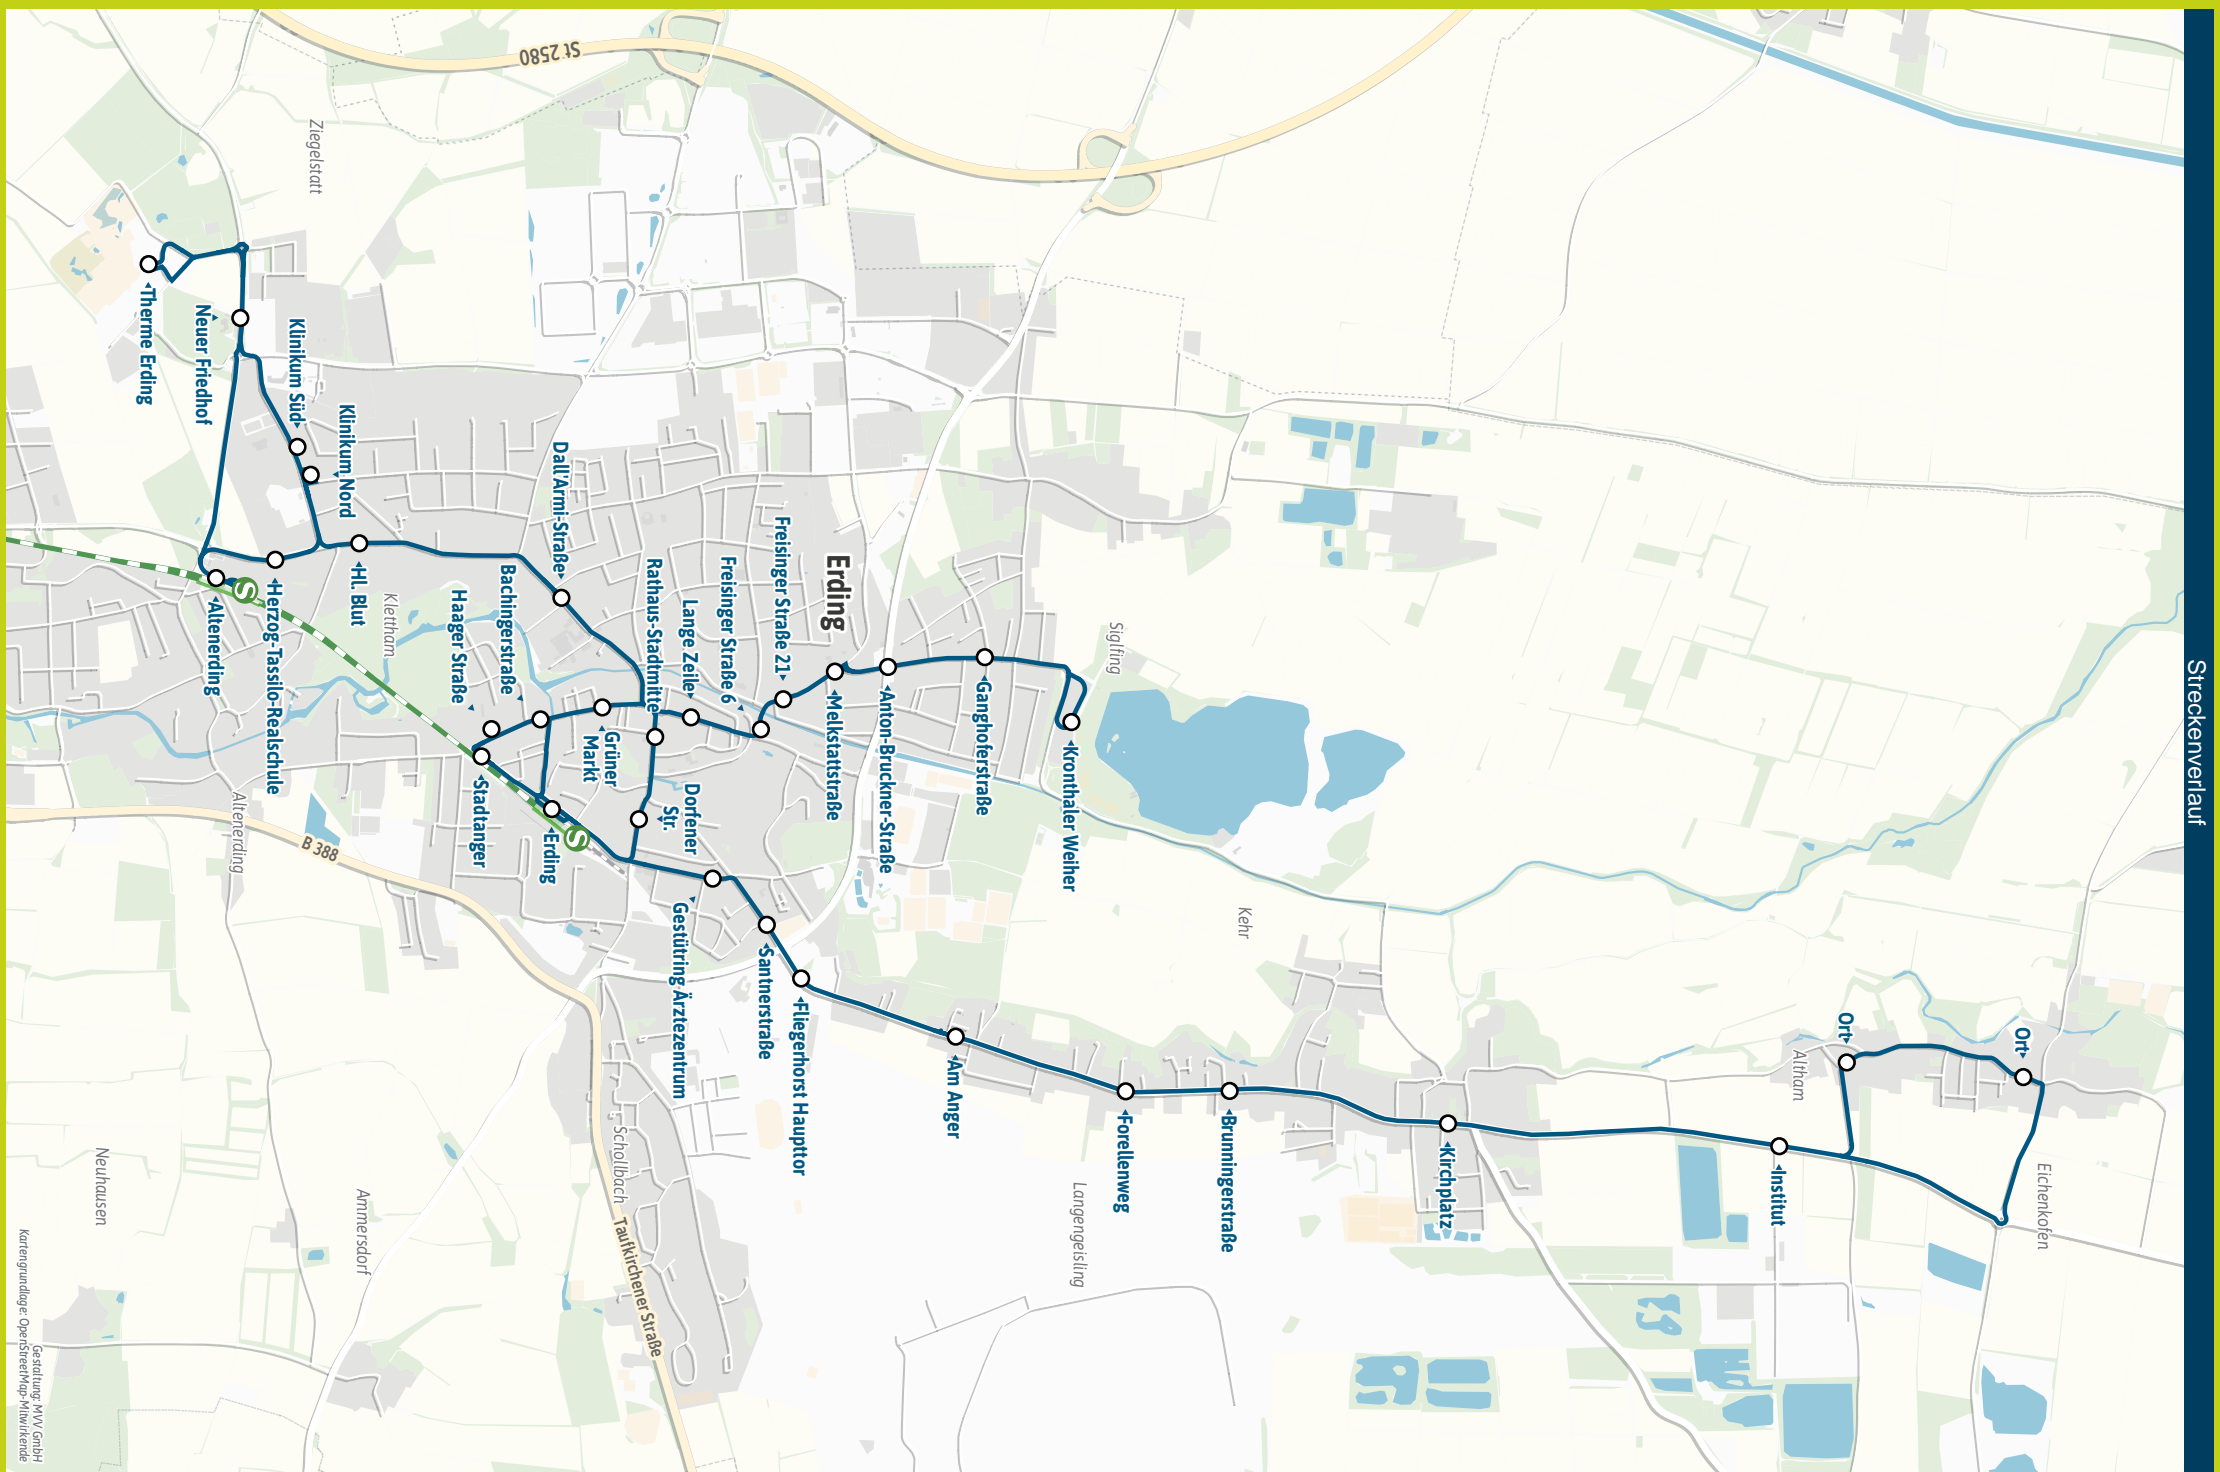 Streckenverlauf
St 2580
Ziegelstatt
Therme Erding
Neuer Friedhof
Klinikum Süd
Klinikum Nord
Hl. Blut
Herzog-Tassilo-Realschule
Altenerding
Klettham
Haager Straße
Bachingerstraße
Dall'Armi-Straße
Rathaus-Stadtmitte
Lange Zeile
Freisinger Straße 6
Freisinger Straße 21
Erding
Melkstattstraße
Anton-Bruckner-Straße
Ganghoferstraße
Kronthaler Weiher
Siglfing
Grüner
Markt
Dorfener
Str.
Stadtanger
S
Erding
S
Altenerding
B 388
Gestütring Ärztezentrum
Santnerstraße
Fliegerhorst Haupttor
Am Anger
Forellenweg
Brunningerstraße
Kirchplatz
Institut
Ort
Ort
Kehr
Altham
Eichenkofen
Langengeisling
Schollbach
Taufkirchener Straße
Ammersdorf
Neuhausen
Gestaltung: MVV GmbH
Kartengrundlage: OpenStreetMap-Mitwirkende